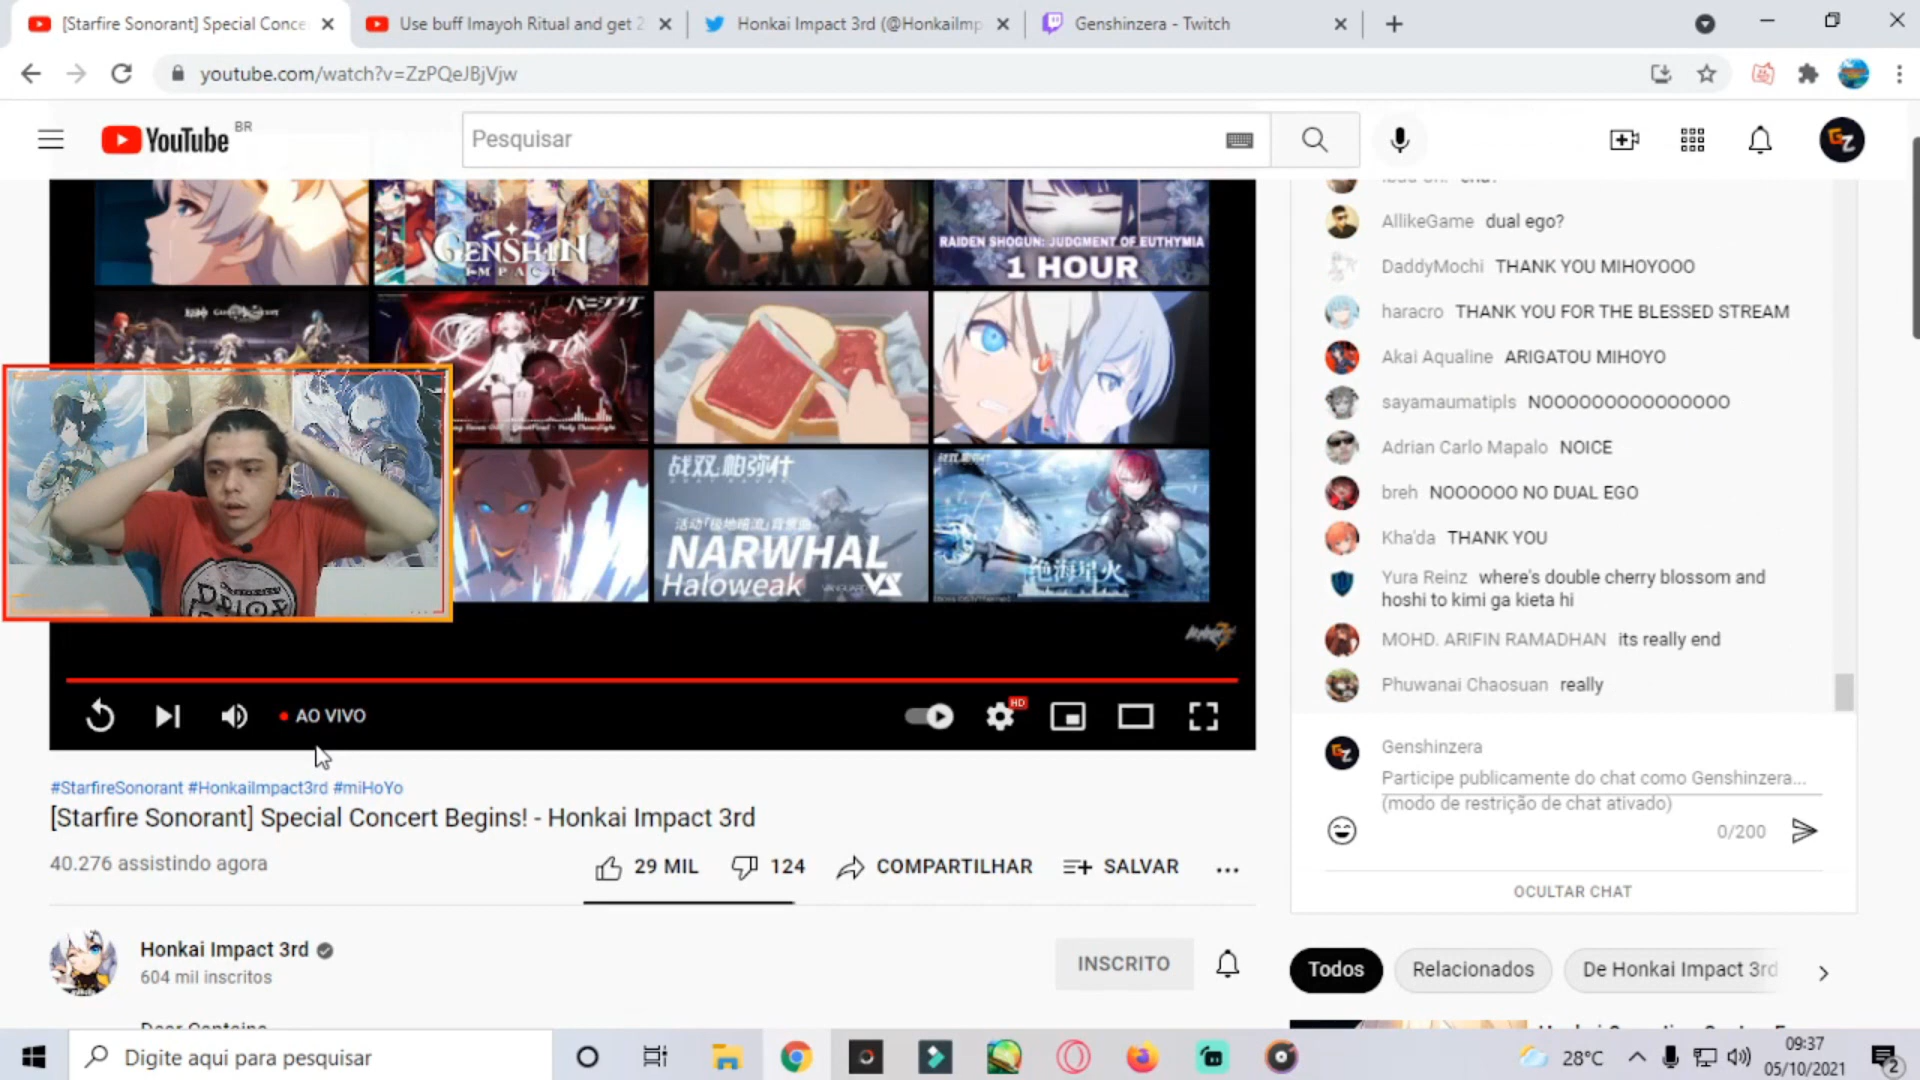 [Starfire Sonorant] Special Conce
Use buff Imayoh Ritual and get 2
Honkai Impact 3rd (@HonkaiImp
Genshinzera - Twitch
youtube.com/watch?v=ZzPQeJBjVjw
YouTube BR
Pesquisar
GENSHIN
IMPACT
RAIDEN SHOGUN: JUDGMENT OF EUTHYMIA
1 HOUR
战双帕弥什
NARWHAL
Haloweak
VS
绝海星火
AO VIVO
HD
#StarfireSonorant #HonkaiImpact3rd #miHoYo
[Starfire Sonorant] Special Concert Begins! - Honkai Impact 3rd
40.276 assistindo agora
29 MIL
124
COMPARTILHAR
SALVAR
Honkai Impact 3rd
604 mil inscritos
INSCRITO
AllikeGame dual ego?
DaddyMochi THANK YOU MIHOYOOO
haracro THANK YOU FOR THE BLESSED STREAM
Akai Aqualine ARIGATOU MIHOYO
sayamaumatipls NOOOOOOOOOOOOOOO
Adrian Carlo Mapalo NOICE
breh NOOOOOO NO DUAL EGO
Kha'da THANK YOU
Yura Reinz where's double cherry blossom and
hoshi to kimi ga kieta hi
MOHD. ARIFIN RAMADHAN its really end
Phuwanai Chaosuan really
Genshinzera
Participe publicamente do chat como Genshinzera...
(modo de restrição de chat ativado)
0/200
OCULTAR CHAT
Todos
Relacionados
De Honkai Impact 3rd
Digite aqui para pesquisar
28°C
09:37
05/10/2021
2